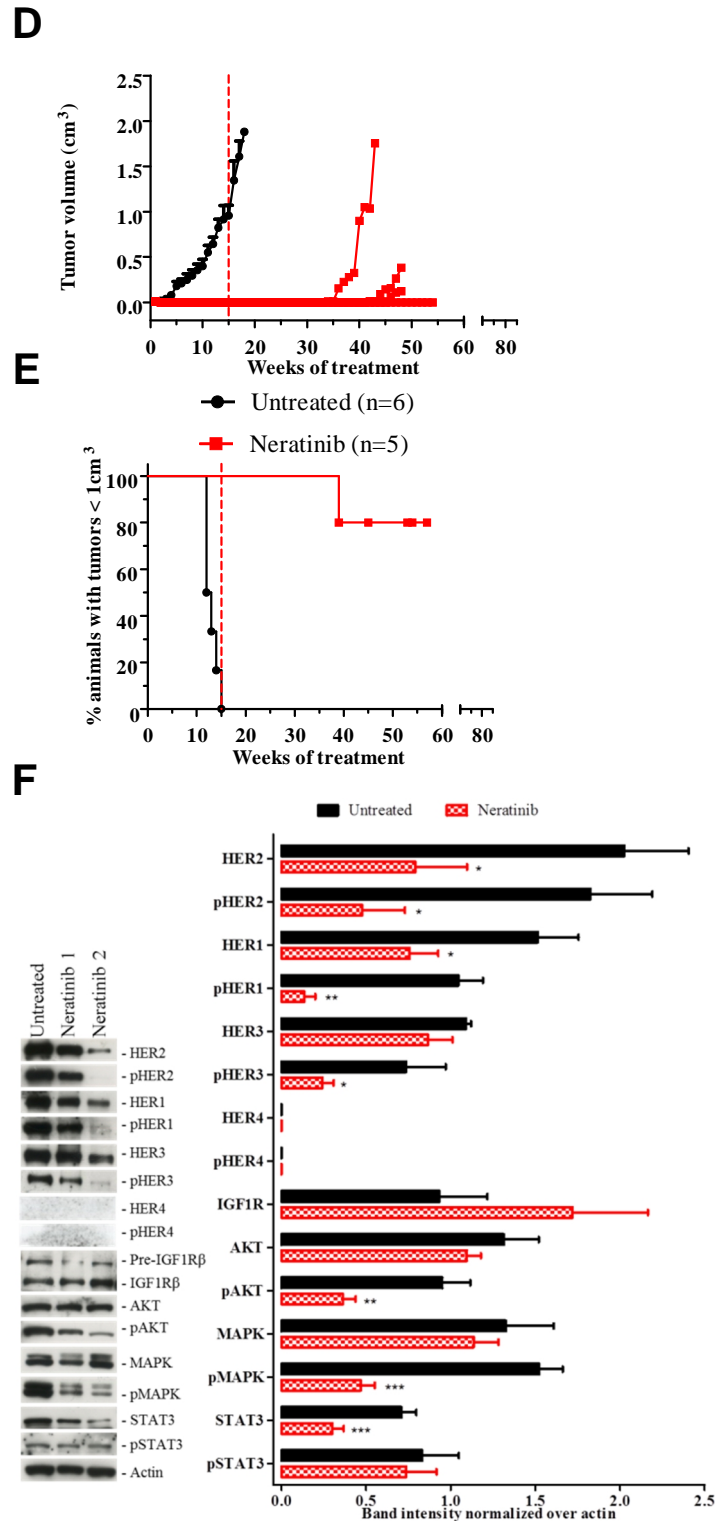 D
Tumor volume (cm3)
2.5
2.0
1.5
1.0
0.5
0.0
0 10 20 30 40 50 60 80
Weeks of treatment
E
Untreated (n=6)
Neratinib (n=5)
% animals with tumors < 1cm3
100
80
60
40
20
0
0 10 20 30 40 50 60 80
Weeks of treatment
F
Untreated Neratinib
Untreated
Neratinib 1
Neratinib 2
- HER2
- pHER2
- HER1
- pHER1
- HER3
- pHER3
- HER4
- pHER4
- Pre-IGF1Rβ
- IGF1Rβ
- AKT
- pAKT
- MAPK
- pMAPK
- STAT3
- pSTAT3
- Actin
HER2
*
pHER2
*
HER1
*
pHER1
**
HER3
pHER3
*
HER4
pHER4
IGF1R
AKT
pAKT
**
MAPK
pMAPK
***
STAT3
***
pSTAT3
0.0 0.5 1.0 1.5 2.0 2.5
Band intensity normalized over actin